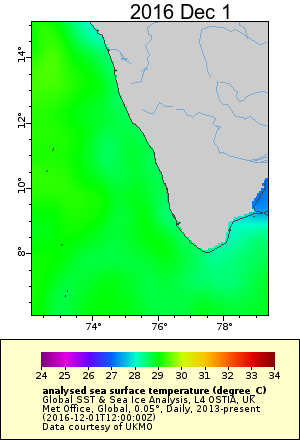 2016 Dec 1
14°
12°
10°
8°
74°
76°
78°
24 25 26 27 28 29 30 31 32 33 34
analysed sea surface temperature (degree_C)
Global SST & Sea Ice Analysis, L4 OSTIA, UK
Met Office, Global, 0.05°, Daily, 2013-present
(2016-12-01T12:00:00Z)
Data courtesy of UKMO